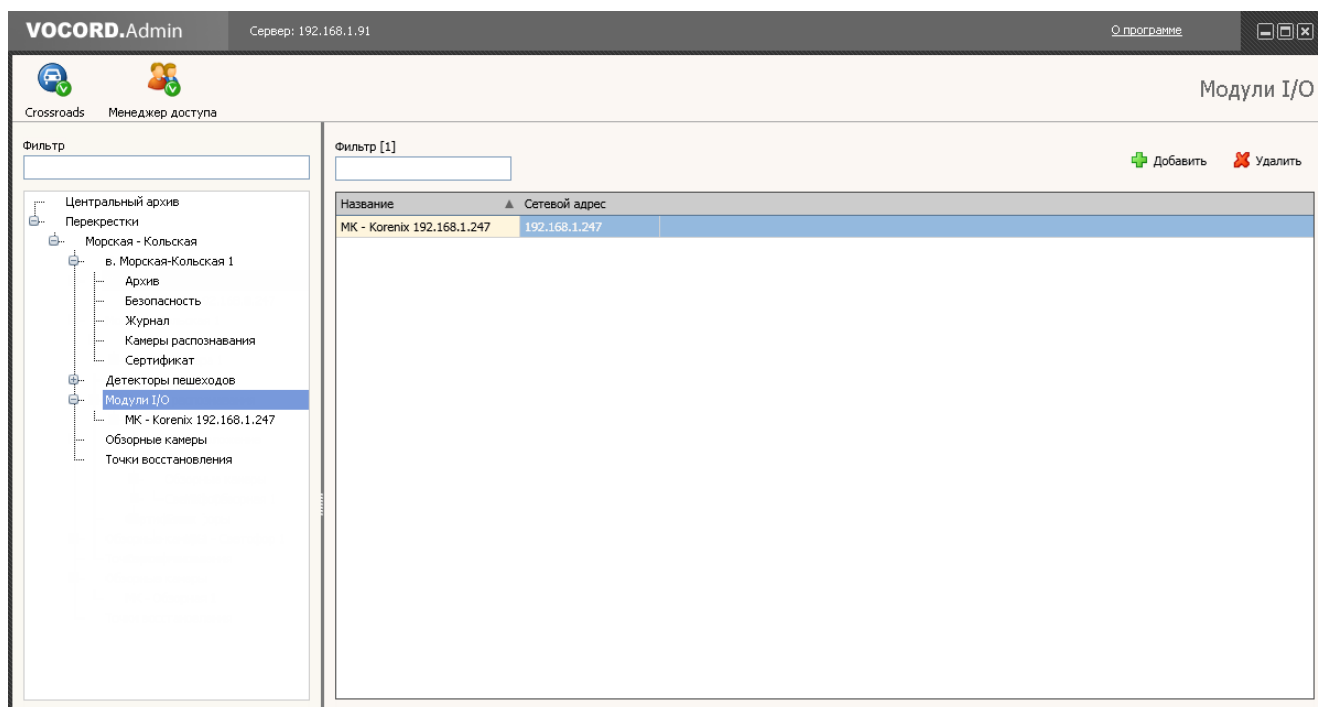 VOCORD.Admin Сервер: 192.168.1.91 О программе
Crossroads Менеджер доступа Модули I/O
Фильтр
Центральный архив
Перекрестки
Морская - Кольская
в. Морская-Кольская 1
Архив
Безопасность
Журнал
Камеры распознавания
Сертификат
Детекторы пешеходов
Модули I/O
МК - Korenix 192.168.1.247
Обзорные камеры
Точки восстановления
Фильтр [1]
Добавить Удалить
Название Сетевой адрес
МК - Korenix 192.168.1.247 192.168.1.247